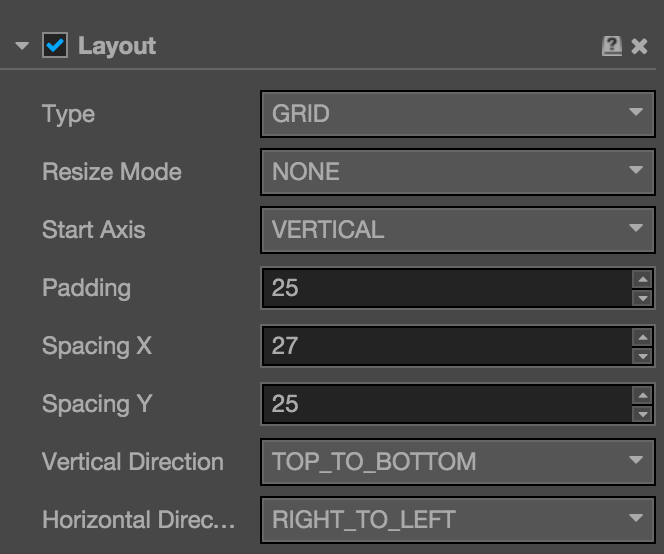 Layout
Type GRID
Resize Mode NONE
Start Axis VERTICAL
Padding 25
Spacing X 27
Spacing Y 25
Vertical Direction TOP_TO_BOTTOM
Horizontal Direc... RIGHT_TO_LEFT